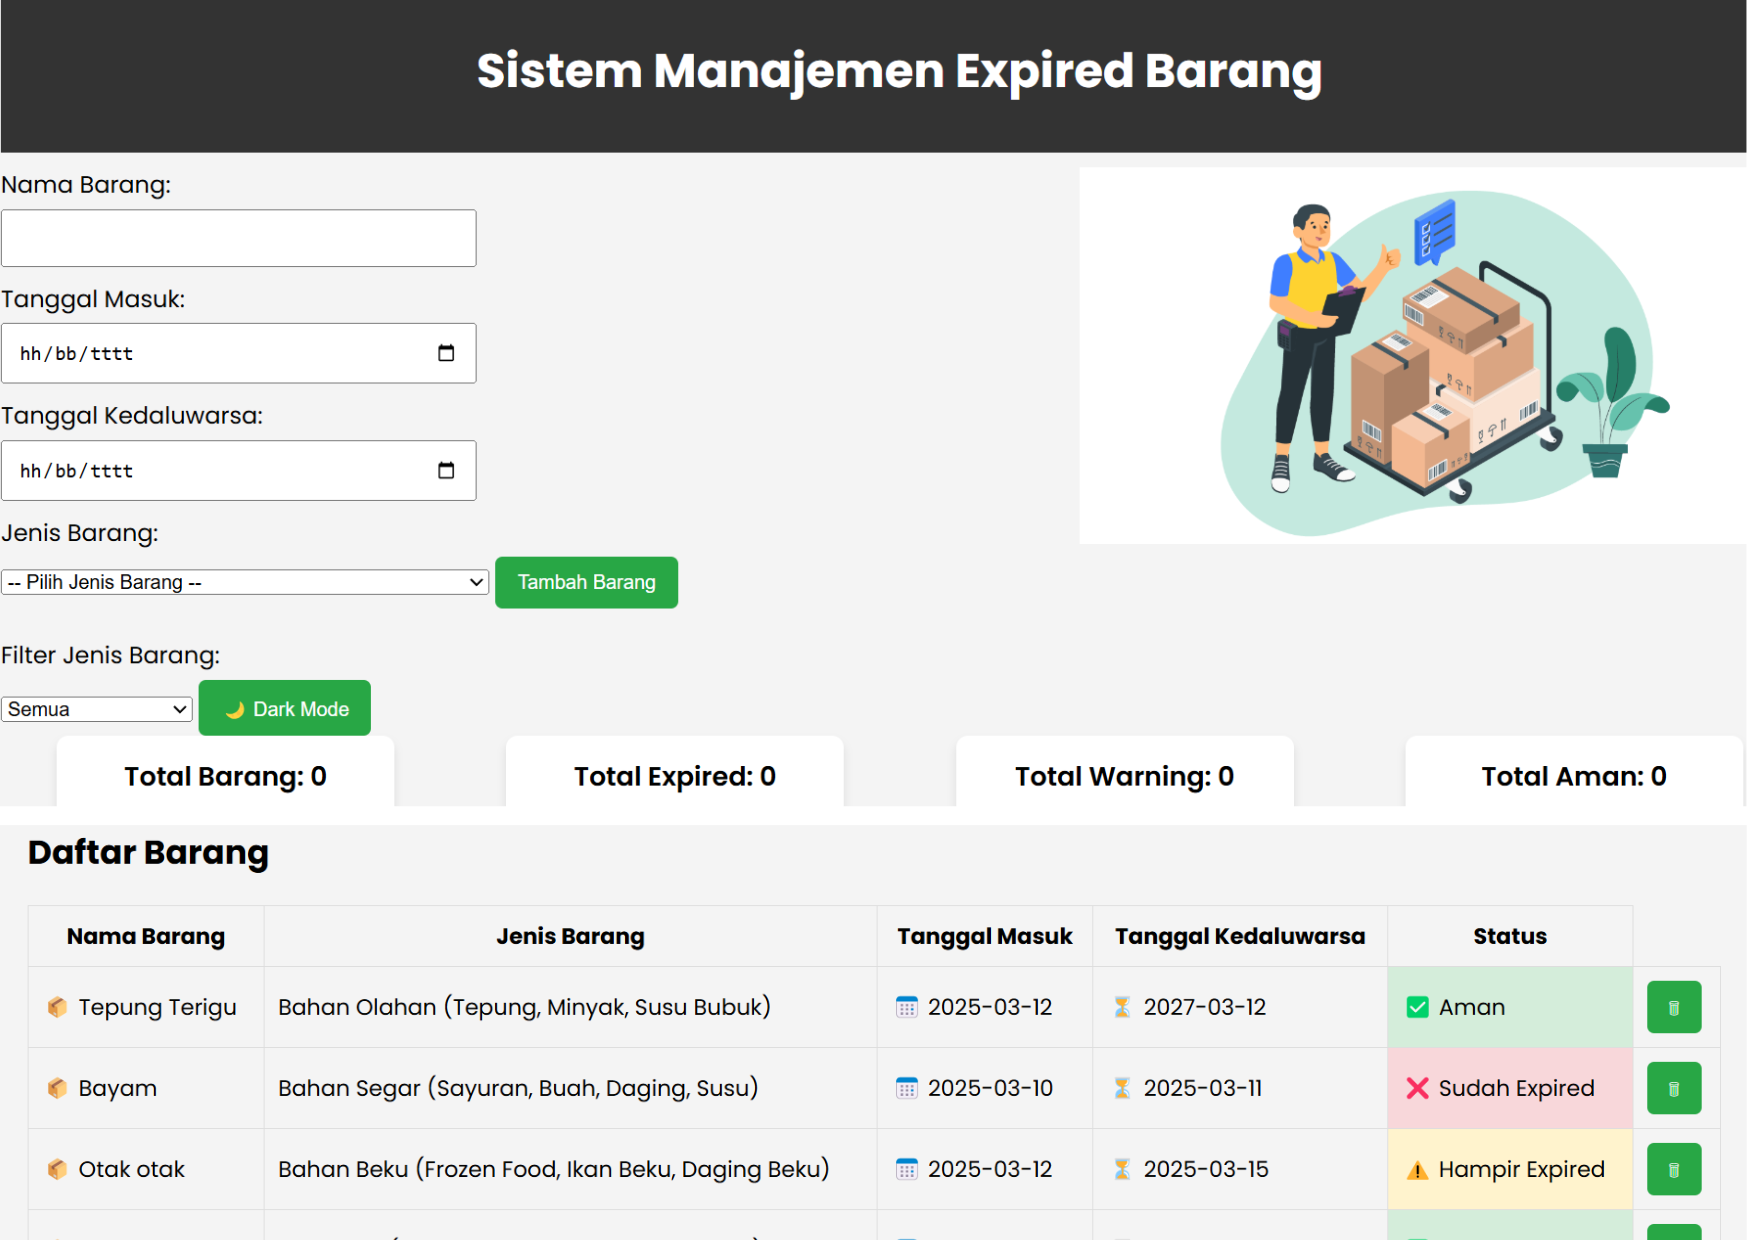 Sistem Manajemen Expired Barang
Nama Barang:
Tanggal Masuk:
hh/bb/tttt
Tanggal Kedaluwarsa:
hh/bb/tttt
Jenis Barang:
-- Pilih Jenis Barang -- Tambah Barang
Filter Jenis Barang:
Semua 🌙 Dark Mode
Total Barang: 0 Total Expired: 0 Total Warning: 0 Total Aman: 0
Daftar Barang
Nama Barang Jenis Barang Tanggal Masuk Tanggal Kedaluwarsa Status
📦 Tepung Terigu Bahan Olahan (Tepung, Minyak, Susu Bubuk) 2025-03-12 ⏳ 2027-03-12 ✅ Aman
📦 Bayam Bahan Segar (Sayuran, Buah, Daging, Susu) 2025-03-10 ⏳ 2025-03-11 ❌ Sudah Expired
📦 Otak otak Bahan Beku (Frozen Food, Ikan Beku, Daging Beku) 2025-03-12 ⏳ 2025-03-15 ⚠️ Hampir Expired